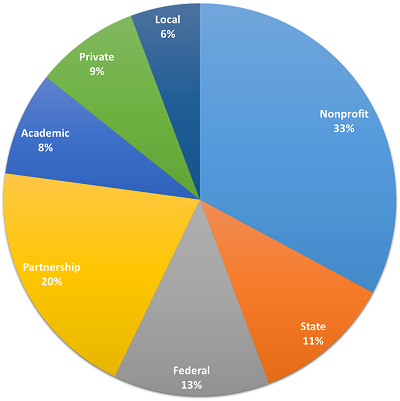 Local
6%
Private
9%
Nonprofit
33%
Academic
8%
Partnership
20%
State
11%
Federal
13%